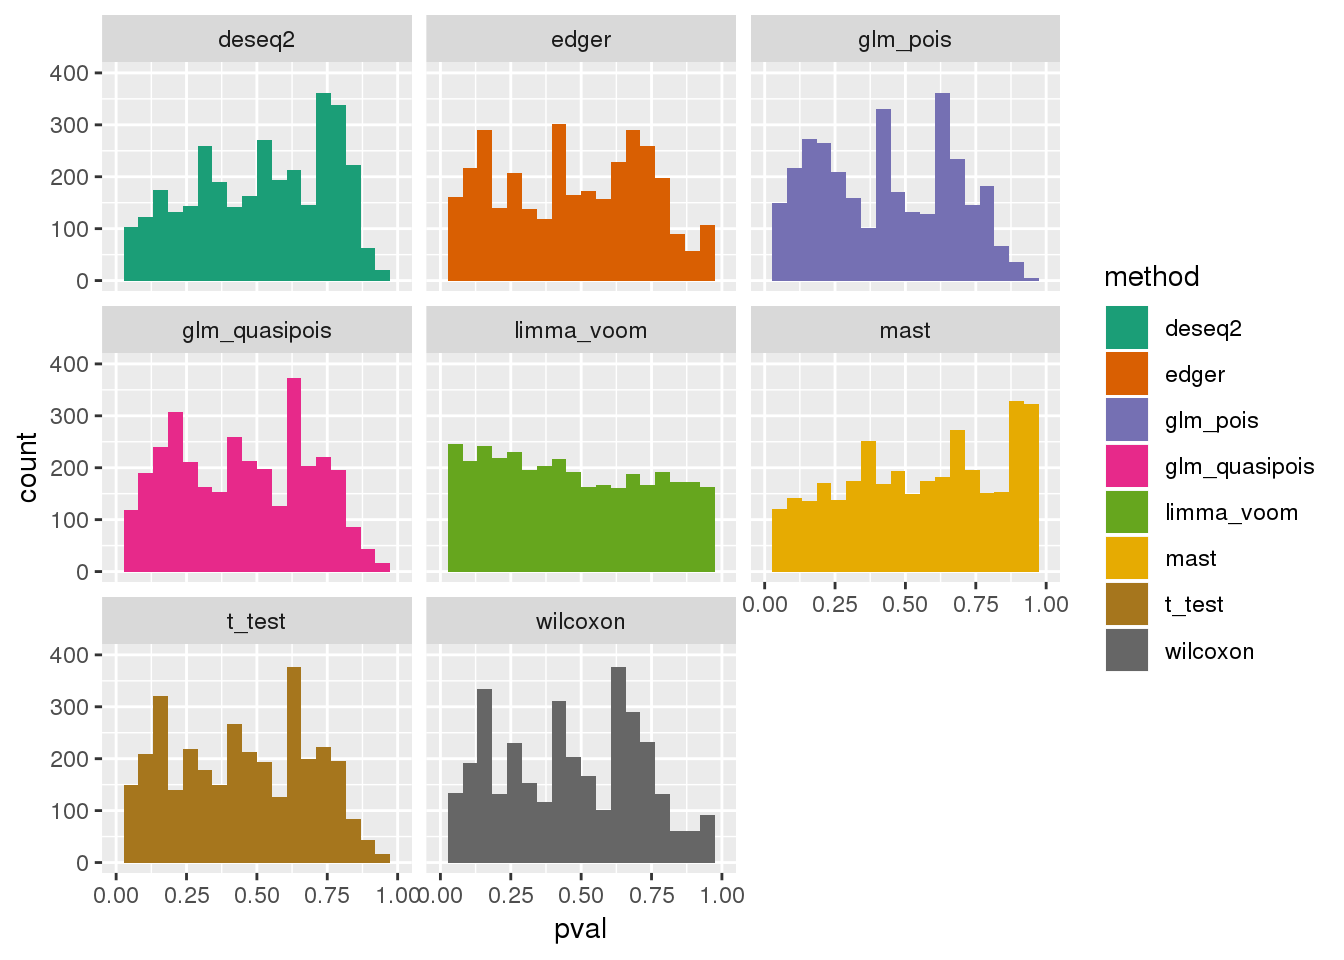 deseq2 edger glm_pois
400
300
200
100
0
method
glm_quasipois limma_voom mast
deseq2
400
edger
300
glm_pois
200
glm_quasipois
100
limma_voom
0
mast
0.00 0.25 0.50 0.75 1.00
t_test
t_test wilcoxon
wilcoxon
400
300
200
100
0
0.00 0.25 0.50 0.75 1.00 0.00 0.25 0.50 0.75 1.00
pval
count